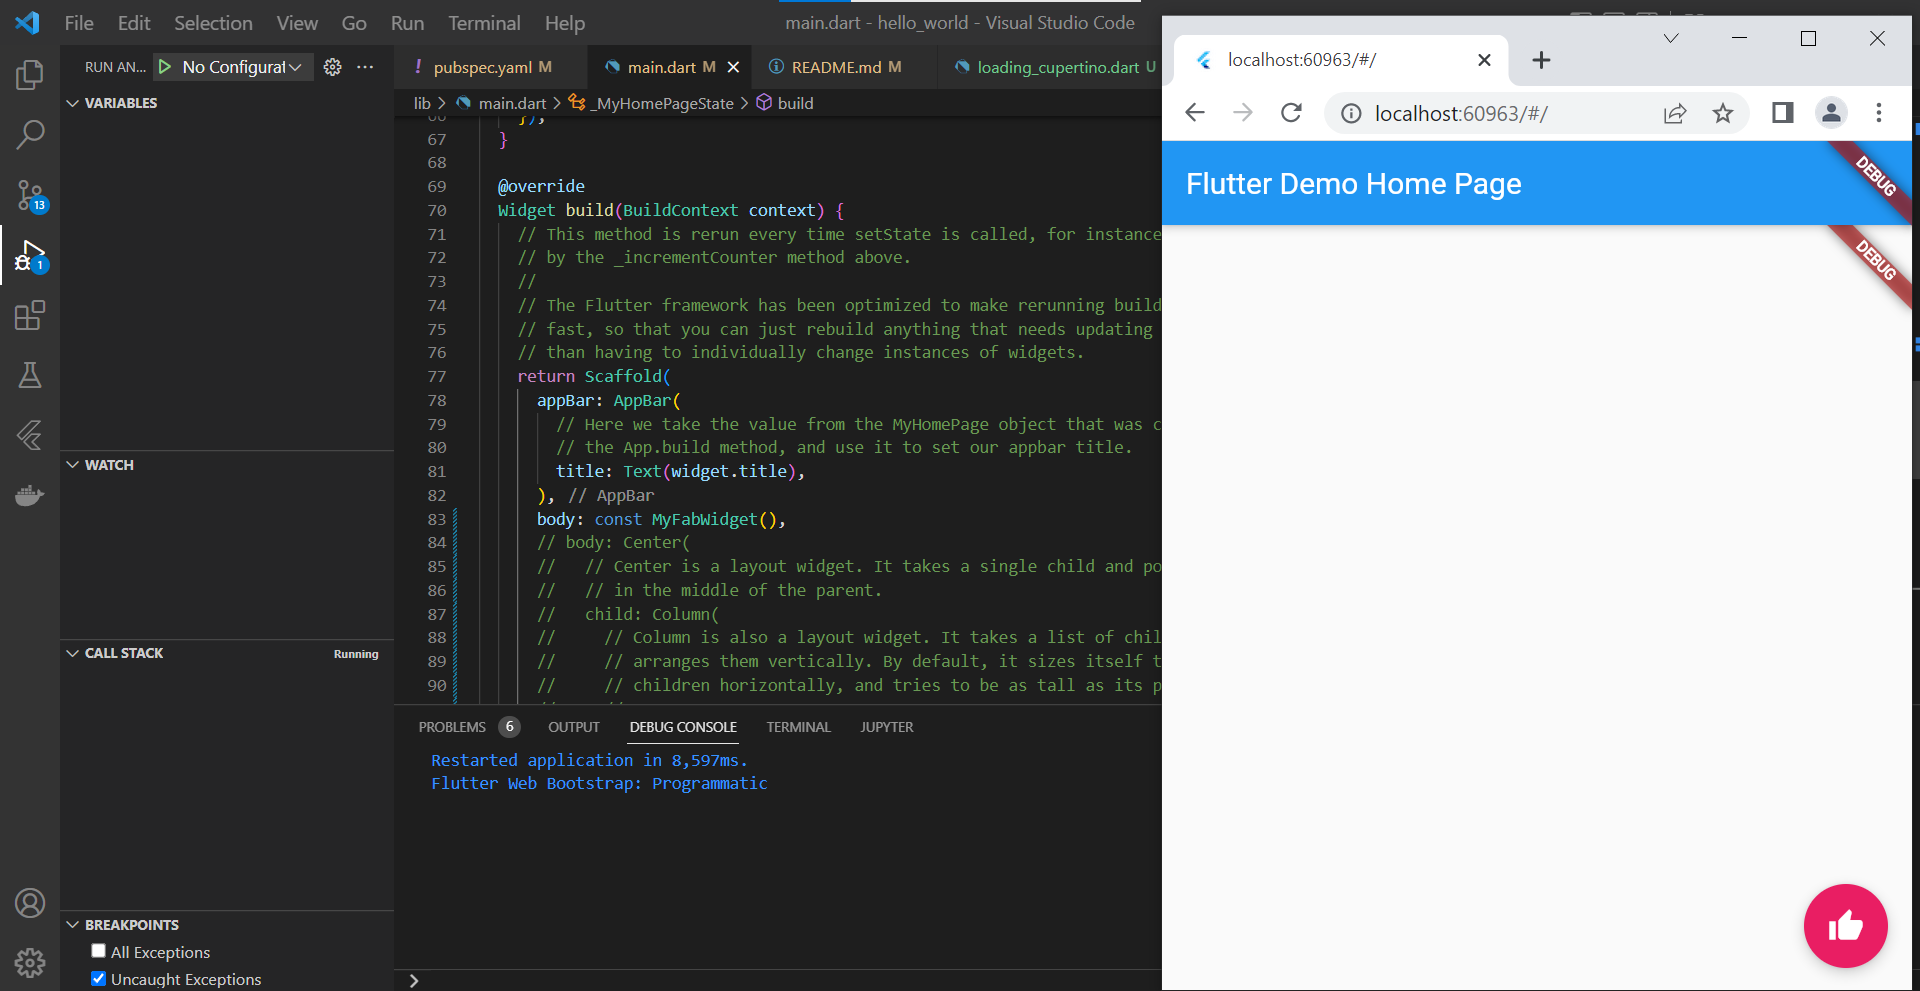 File Edit Selection View Go Run Terminal Help
main.dart - hello_world - Visual Studio Code
RUN AN... No Configurat
VARIABLES
WATCH
CALL STACK Running
BREAKPOINTS
All Exceptions
Uncaught Exceptions
13
1
pubspec.yaml M main.dart M README.md M loading_cupertino.dart U
lib > main.dart > _MyHomePageState > build
66 });
67 }
68
69 @override
70 Widget build(BuildContext context) {
71 // This method is rerun every time setState is called, for instance
72 // by the _incrementCounter method above.
73 //
74 // The Flutter framework has been optimized to make rerunning build
75 // fast, so that you can just rebuild anything that needs updating
76 // than having to individually change instances of widgets.
77 return Scaffold(
78 appBar: AppBar(
79 // Here we take the value from the MyHomePage object that was c
80 // the App.build method, and use it to set our appbar title.
81 title: Text(widget.title),
82 ), // AppBar
83 body: const MyFabWidget(),
84 // body: Center(
85 //   // Center is a layout widget. It takes a single child and po
86 //   // in the middle of the parent.
87 //   child: Column(
88 //     // Column is also a layout widget. It takes a list of chil
89 //     // arranges them vertically. By default, it sizes itself t
90 //     // children horizontally, and tries to be as tall as its p
PROBLEMS 6 OUTPUT DEBUG CONSOLE TERMINAL JUPYTER
Restarted application in 8,597ms.
Flutter Web Bootstrap: Programmatic
>
localhost:60963/#/
localhost:60963/#/
Flutter Demo Home Page
DEBUG
DEBUG